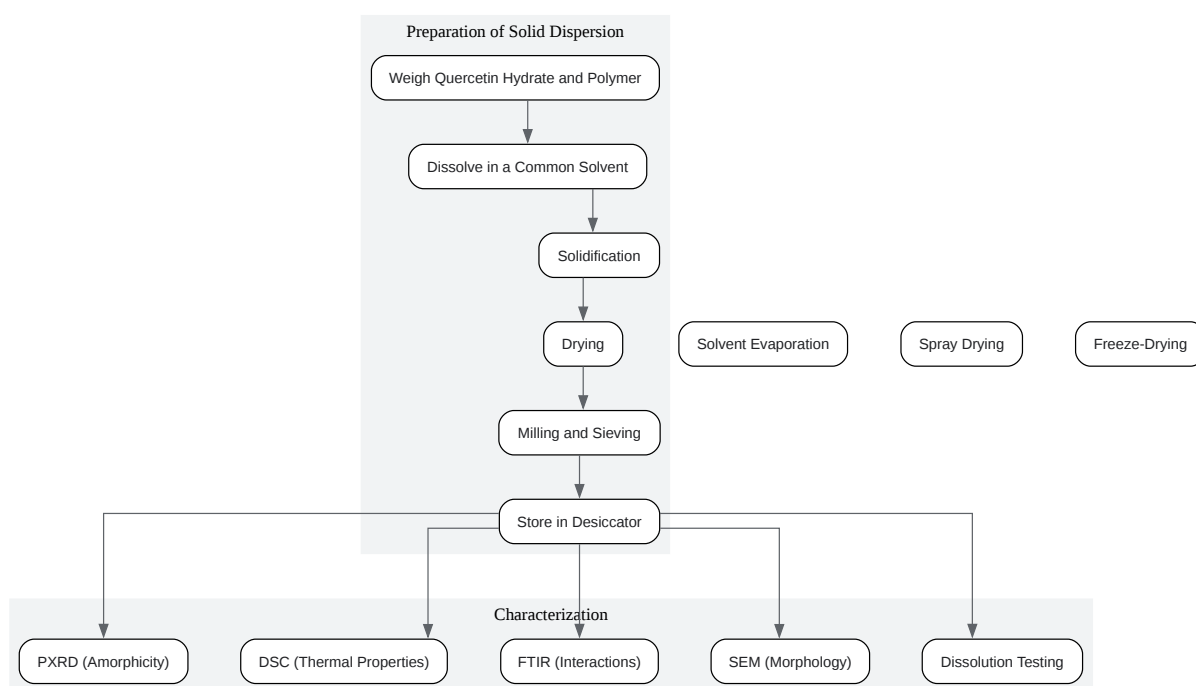 Preparation of Solid Dispersion
Weigh Quercetin Hydrate and Polymer
Dissolve in a Common Solvent
Solidification
Drying
Solvent Evaporation
Spray Drying
Freeze-Drying
Milling and Sieving
Store in Desiccator
Characterization
PXRD (Amorphicity)
DSC (Thermal Properties)
FTIR (Interactions)
SEM (Morphology)
Dissolution Testing